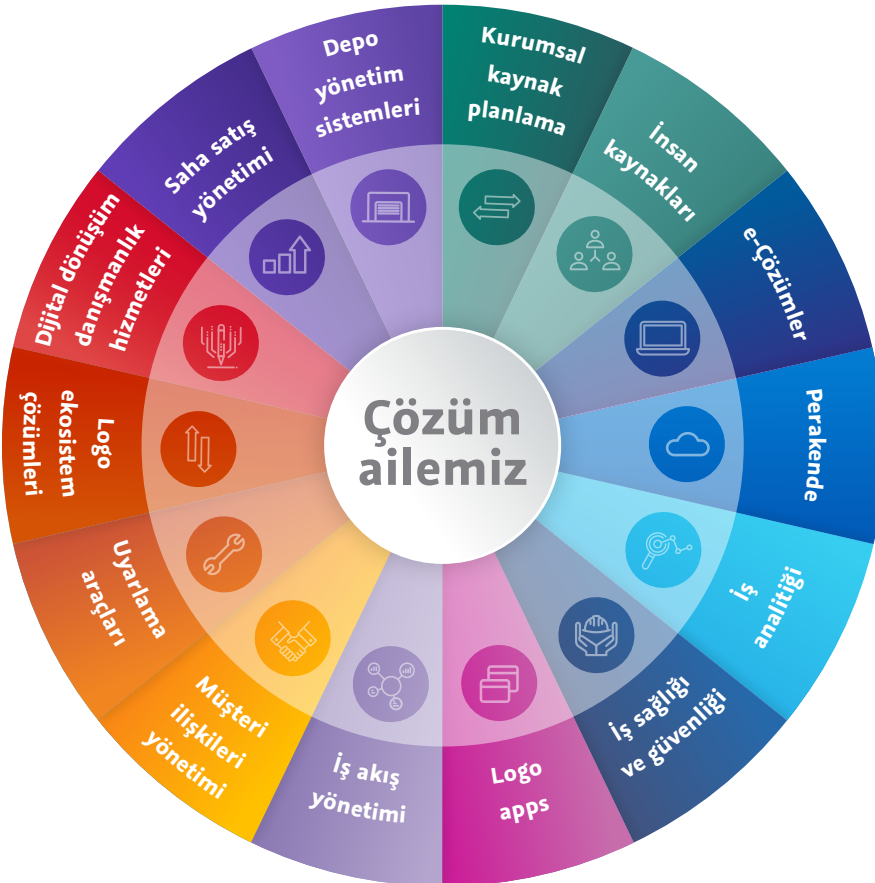 Çözüm
ailemiz
Kurumsal
kaynak
planlama
İnsan
kaynakları
e-Çözümler
Perakende
İş
analitiği
İş sağlığı
ve güvenliği
Logo
apps
İş akış
yönetimi
Müşteri
ilişkileri
yönetimi
Uyarlama
araçları
Logo
ekosistem
çözümleri
Dijital dönüşüm
danışmanlık
hizmetleri
Saha satış
yönetimi
Depo
yönetim
sistemleri